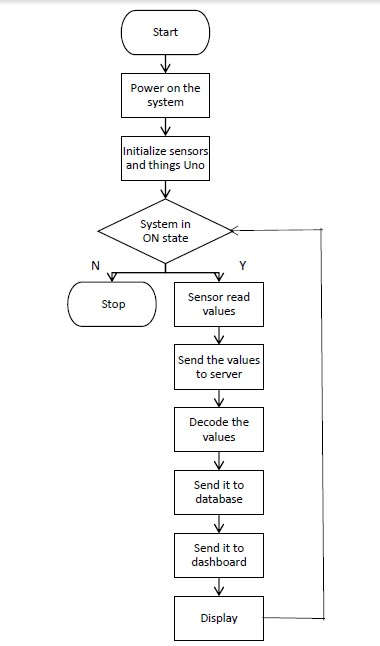 Start
Power on the
system
Initialize sensors
and things Uno
System in
ON state
N
Y
Stop
Sensor read
values
Send the values
to server
Decode the
values
Send it to
database
Send it to
dashboard
Display